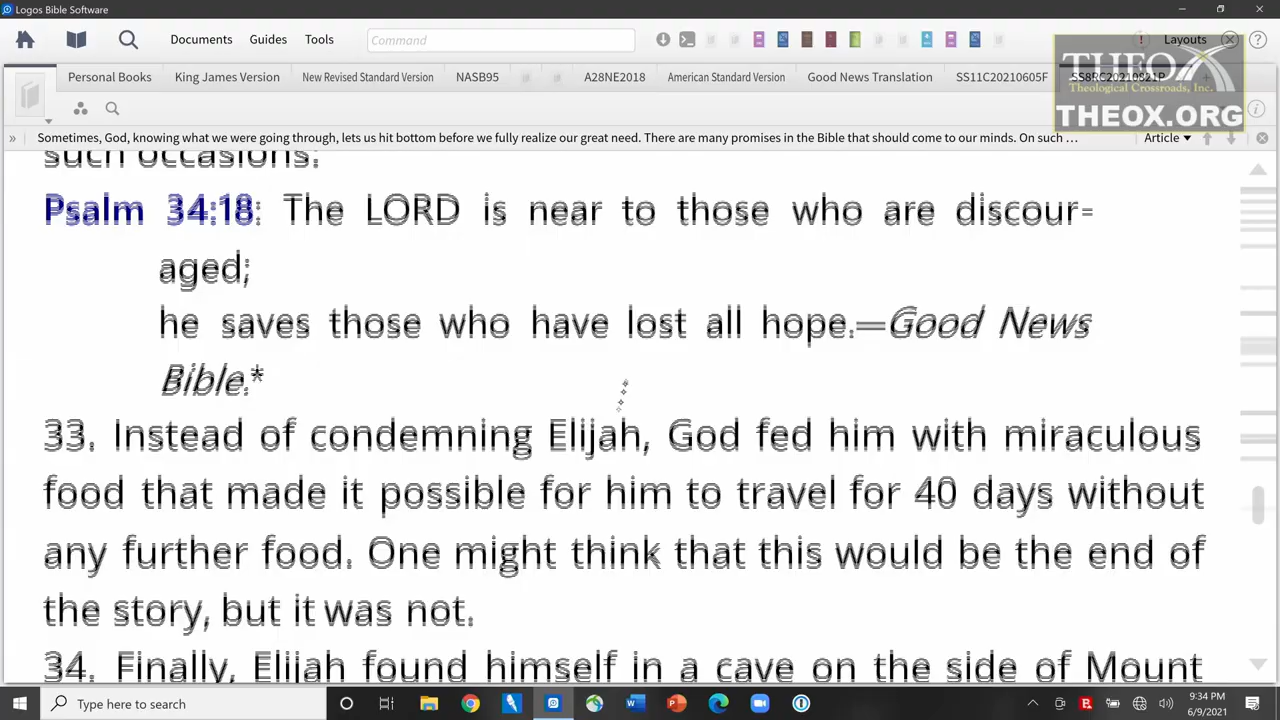 Logos Bible Software
Documents Guides Tools Command Layouts
Personal Books King James Version New Revised Standard Version NASB95 A28NE2018 American Standard Version Good News Translation SS11C20210605F SS8RC20210821P
THEOX
Theological Crossroads, Inc.
THEOX.ORG
Sometimes, God, knowing what we were going through, lets us hit bottom before we fully realize our great need. There are many promises in the Bible that should come to our minds. On such … Article
such occasions:
Psalm 34:18: The LORD is near to those who are discour-
aged;
he saves those who have lost all hope.—Good News
Bible.*
33. Instead of condemning Elijah, God fed him with miraculous
food that made it possible for him to travel for 40 days without
any further food. One might think that this would be the end of
the story, but it was not.
34. Finally, Elijah found himself in a cave on the side of Mount
Type here to search
9:34 PM
6/9/2021